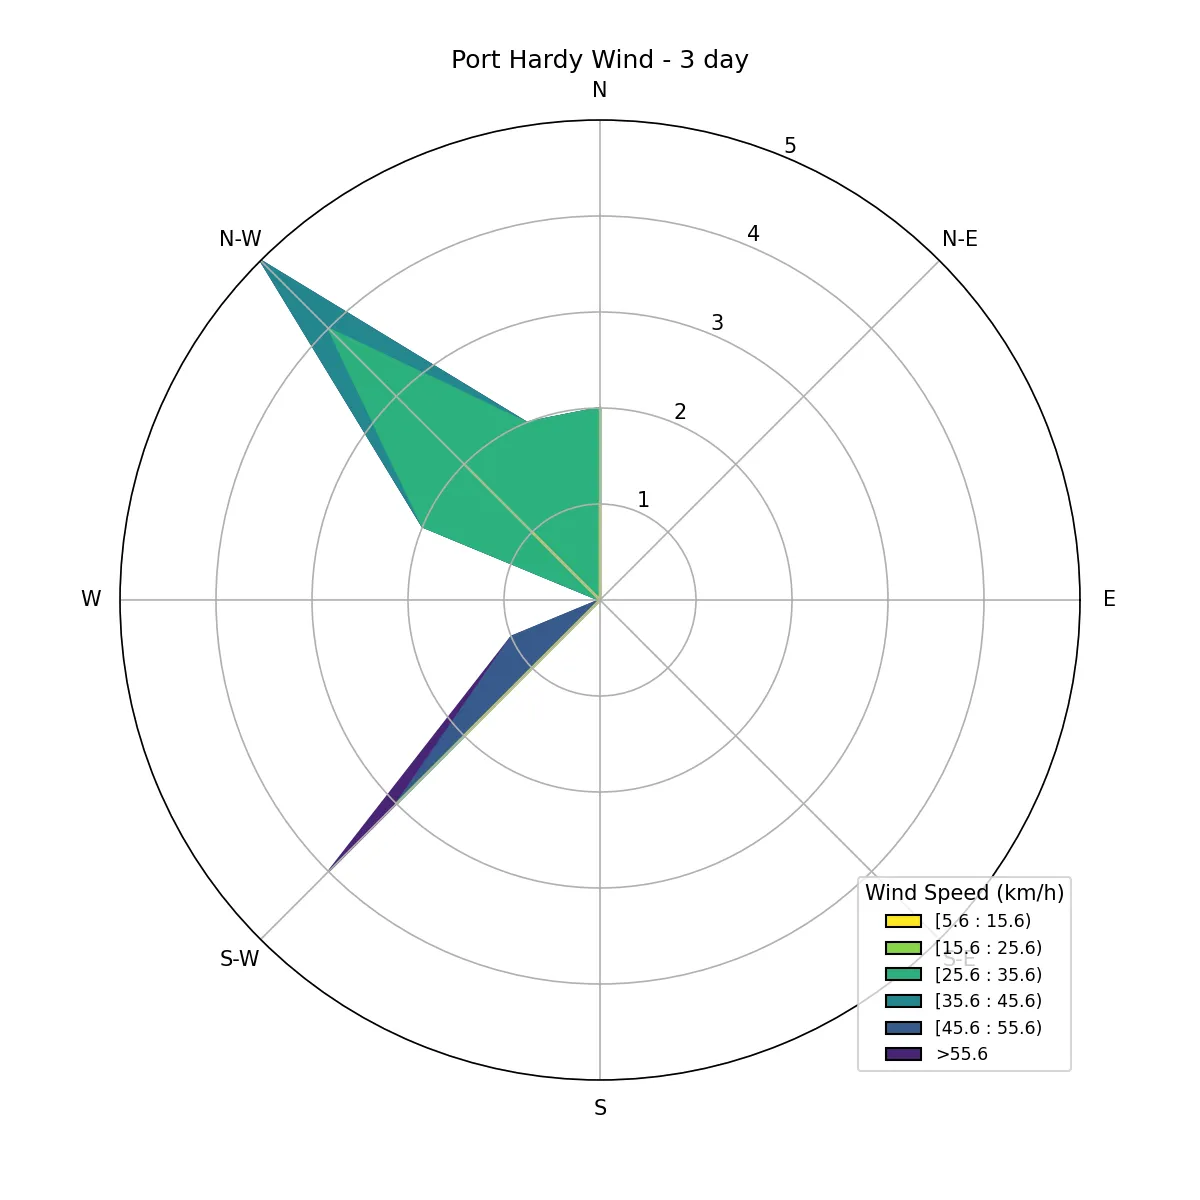 Port Hardy Wind - 3 day
N
5
N-W
N-E
4
3
2
1
W
E
S-W
S-E
S
Wind Speed (km/h)
[5.6 : 15.6)
[15.6 : 25.6)
[25.6 : 35.6)
[35.6 : 45.6)
[45.6 : 55.6)
>55.6